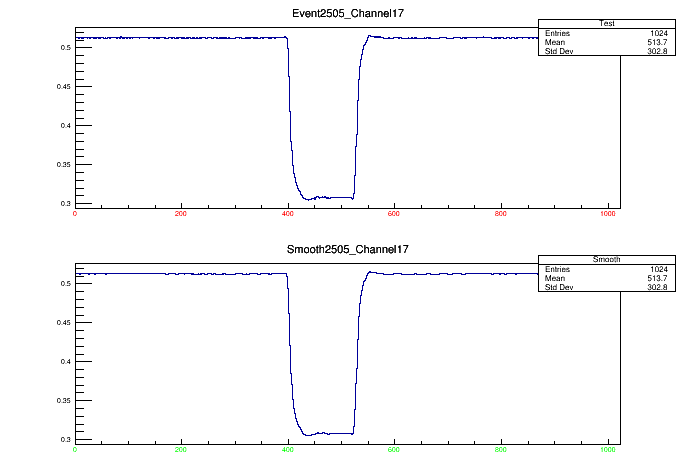 Event2505_Channel17
Test
Entries 1024
Mean 513.7
Std Dev 302.8
0.5
0.45
0.4
0.35
0.3
0 200 400 600 800 1000
Smooth2505_Channel17
Smooth
Entries 1024
Mean 513.7
Std Dev 302.8
0.5
0.45
0.4
0.35
0.3
0 200 400 600 800 1000